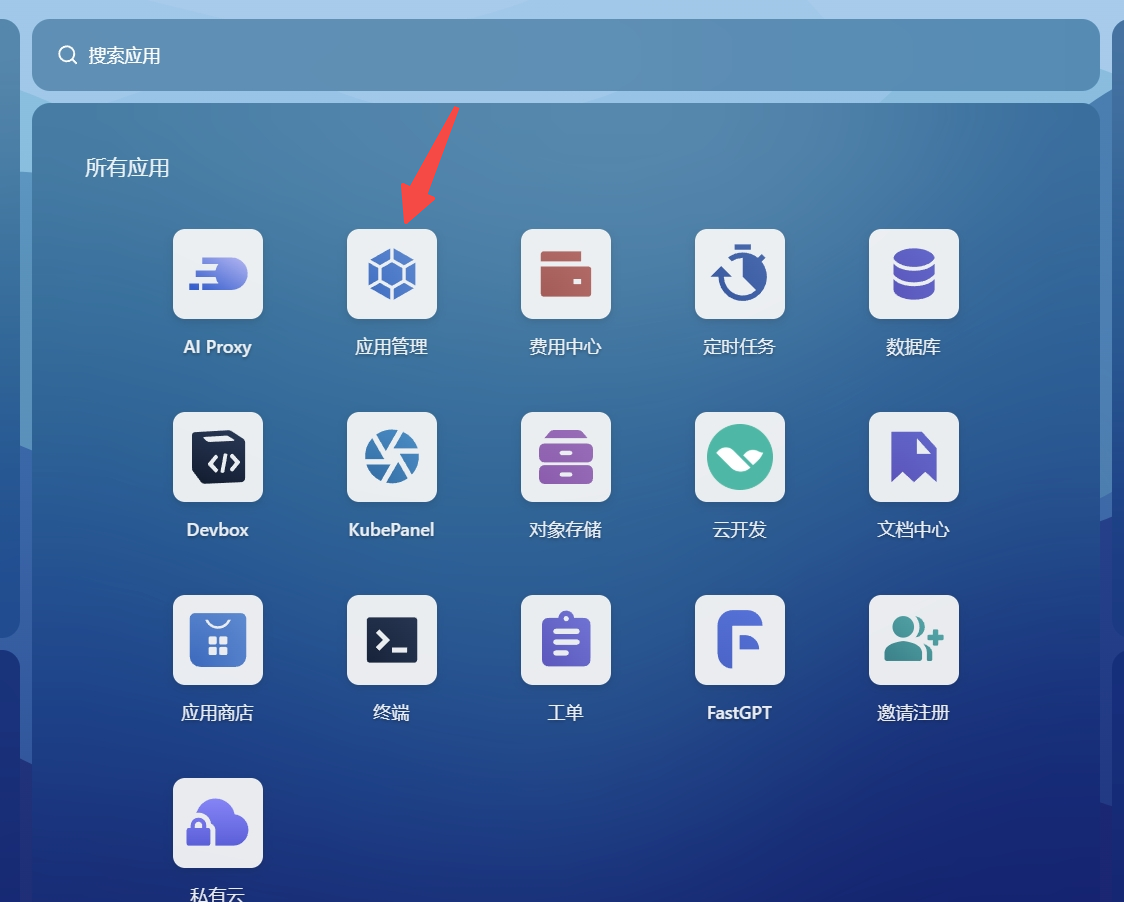 搜索应用
所有应用
AI Proxy
应用管理
费用中心
定时任务
数据库
Devbox
KubePanel
对象存储
云开发
文档中心
应用商店
终端
工单
FastGPT
邀请注册
私有云